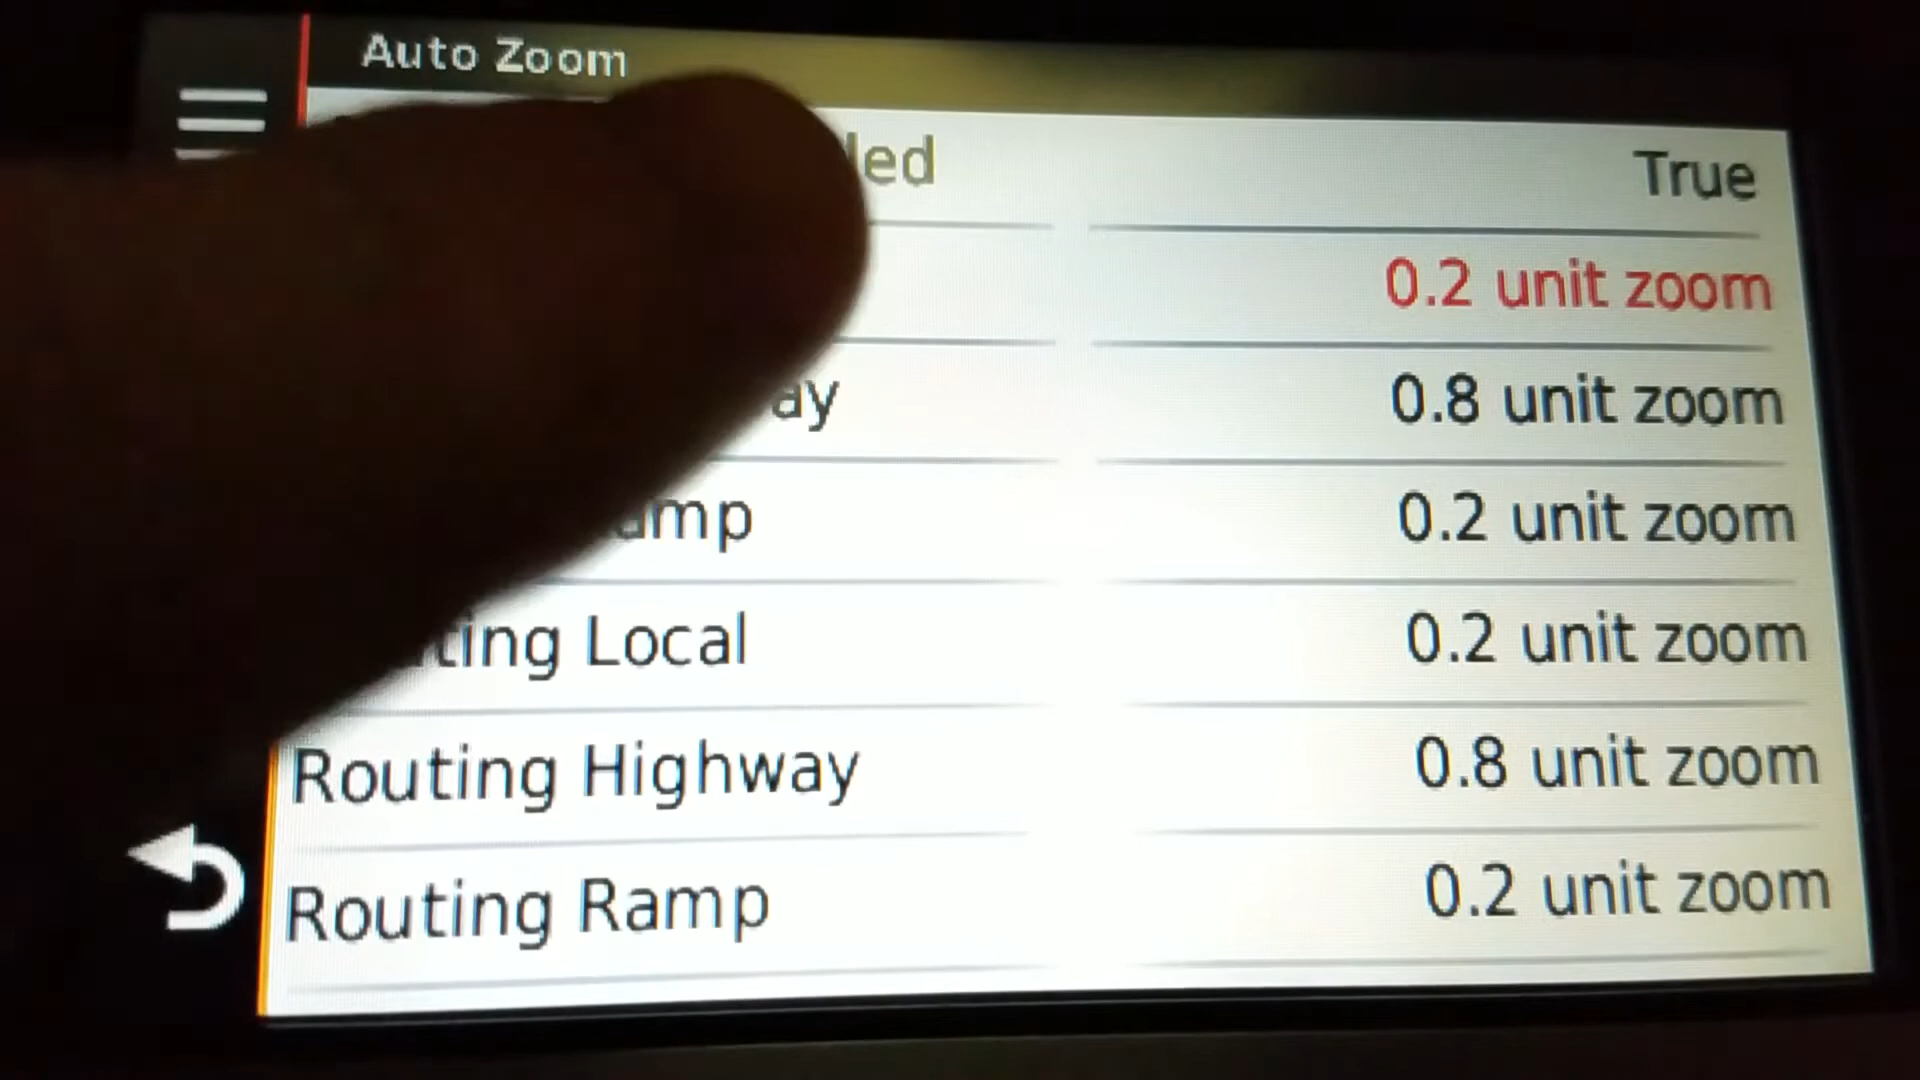 Auto Zoom
True
0.2 unit zoom
0.8 unit zoom
0.2 unit zoom
Local 0.2 unit zoom
Routing Highway 0.8 unit zoom
Routing Ramp 0.2 unit zoom